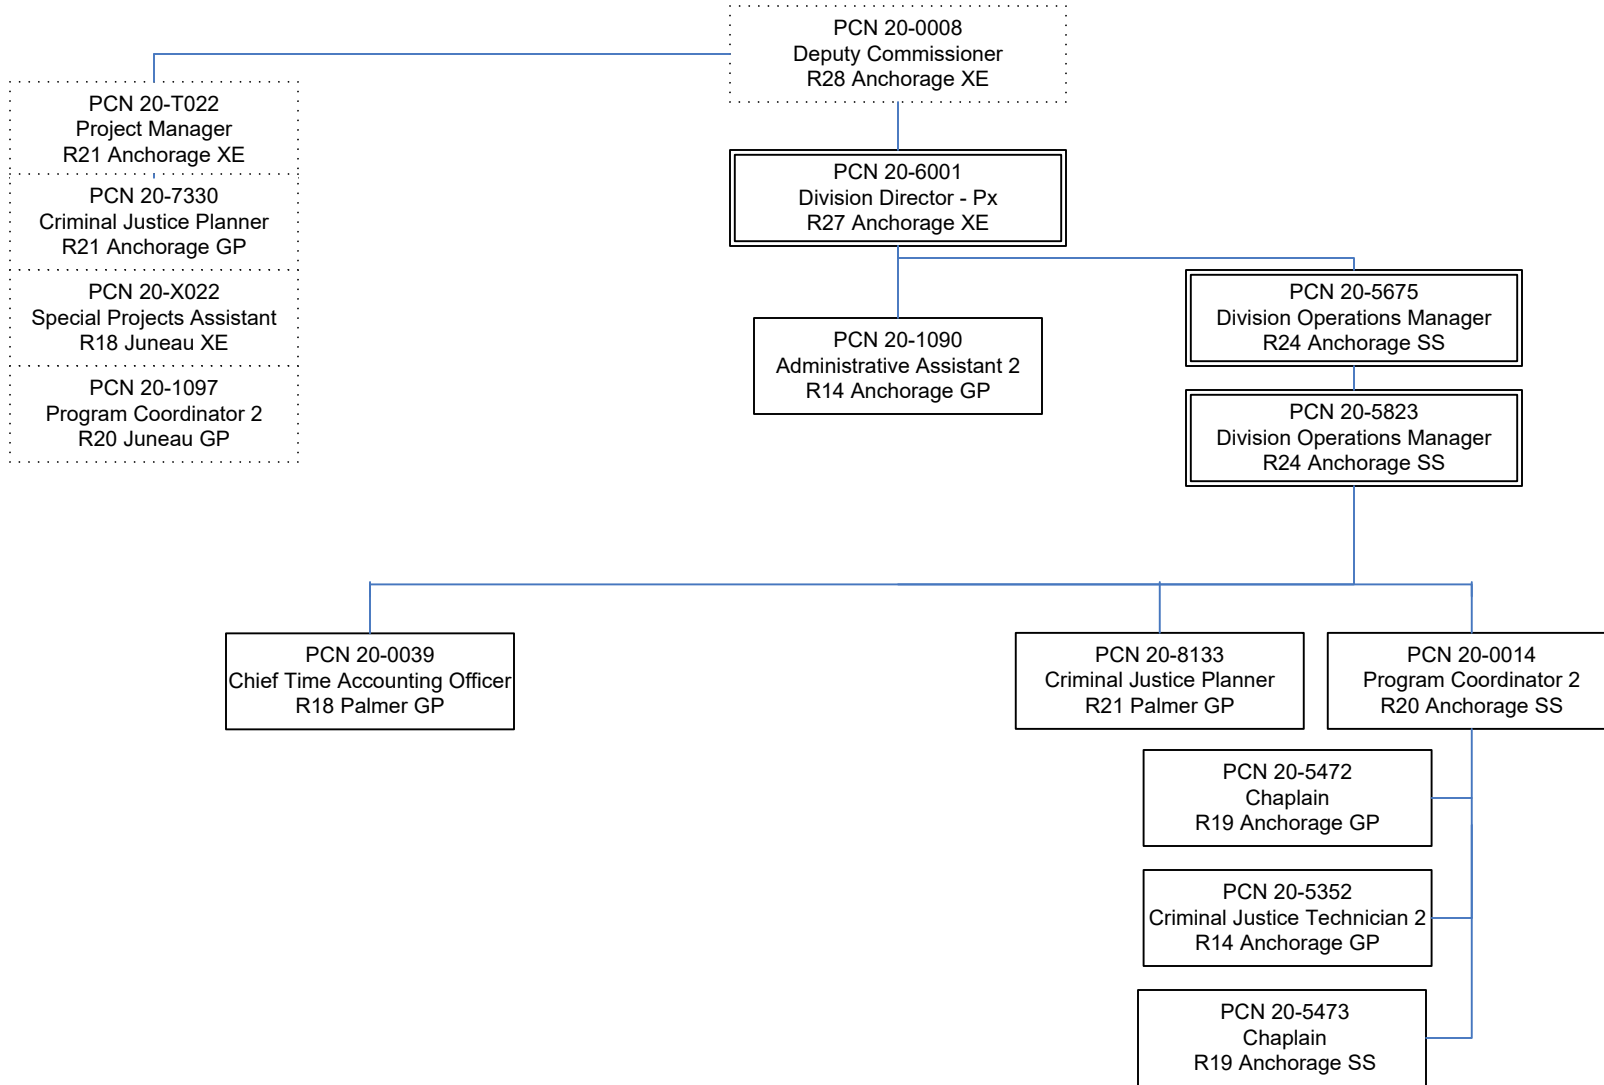 PCN 20-0008
Deputy Commissioner
R28 Anchorage XE
PCN 20-T022
Project Manager
R21 Anchorage XE
PCN 20-7330
Criminal Justice Planner
R21 Anchorage GP
PCN 20-X022
Special Projects Assistant
R18 Juneau XE
PCN 20-1097
Program Coordinator 2
R20 Juneau GP
PCN 20-6001
Division Director - Px
R27 Anchorage XE
PCN 20-1090
Administrative Assistant 2
R14 Anchorage GP
PCN 20-5675
Division Operations Manager
R24 Anchorage SS
PCN 20-5823
Division Operations Manager
R24 Anchorage SS
PCN 20-0039
Chief Time Accounting Officer
R18 Palmer GP
PCN 20-8133
Criminal Justice Planner
R21 Palmer GP
PCN 20-0014
Program Coordinator 2
R20 Anchorage SS
PCN 20-5472
Chaplain
R19 Anchorage GP
PCN 20-5352
Criminal Justice Technician 2
R14 Anchorage GP
PCN 20-5473
Chaplain
R19 Anchorage SS